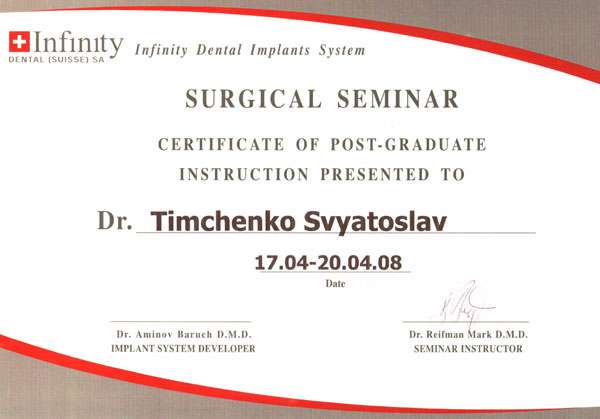 Infinity
DENTAL (SUISSE) SA
Infinity Dental Implants System
SURGICAL SEMINAR
CERTIFICATE OF POST-GRADUATE
INSTRUCTION PRESENTED TO
Dr. Timchenko Svyatoslav
17.04-20.04.08
Date
Dr. Aminov Baruch D.M.D.
IMPLANT SYSTEM DEVELOPER
Dr. Reifman Mark D.M.D.
SEMINAR INSTRUCTOR